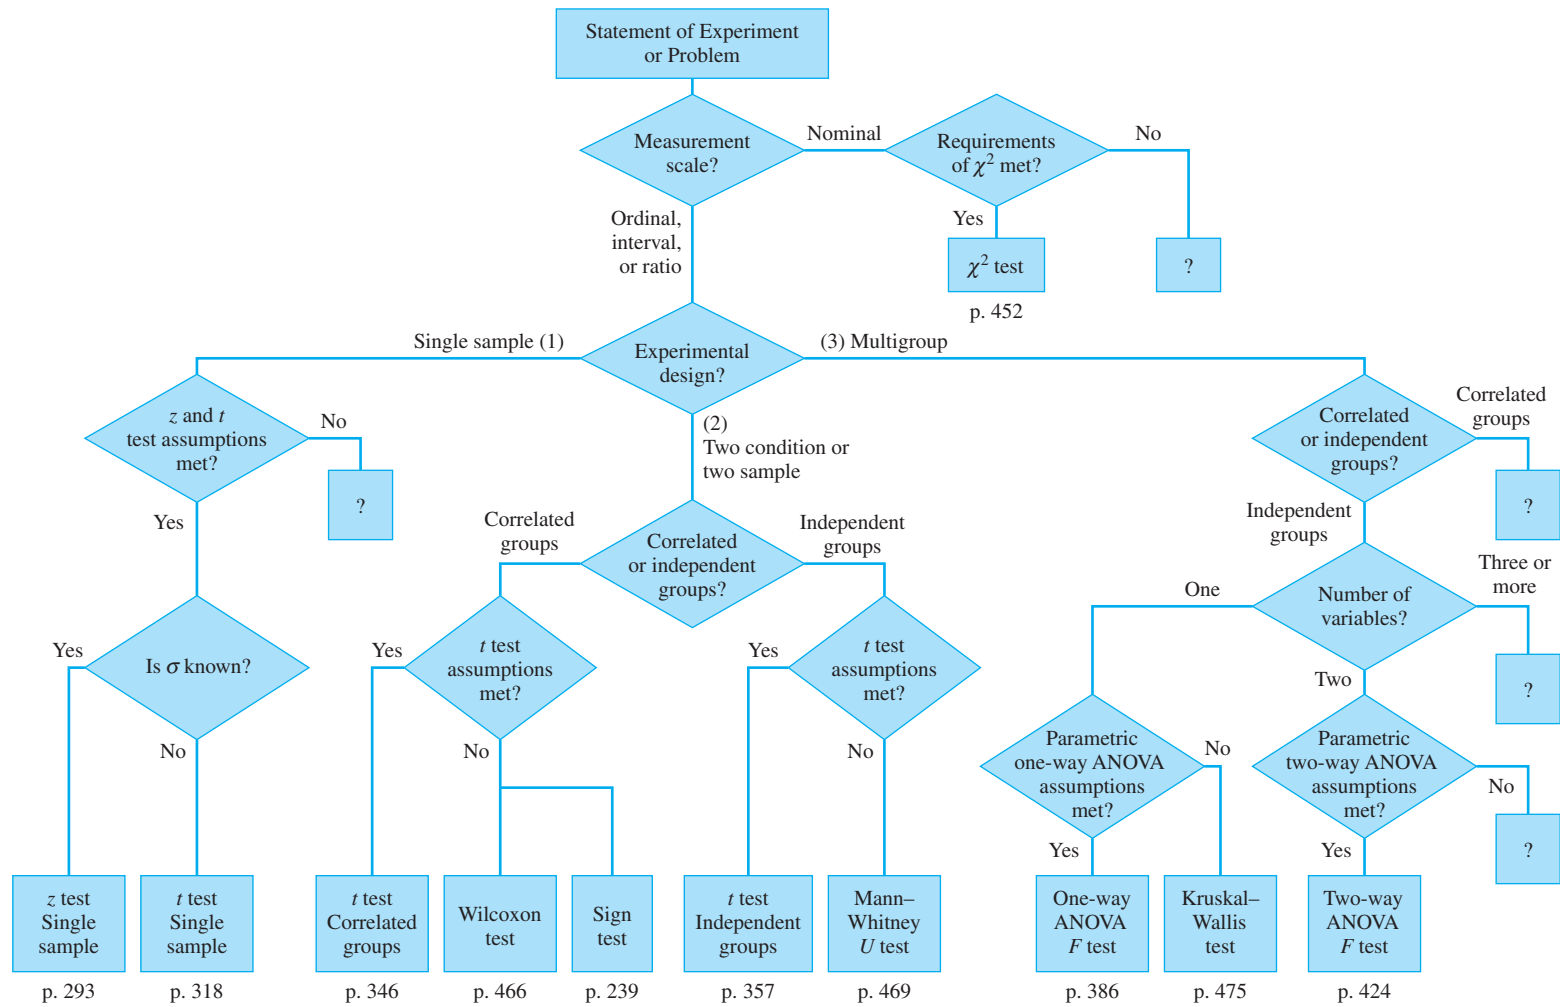 Statement of Experiment
or Problem
Measurement
scale?
Nominal
Requirements
of χ² met?
No
Yes
χ² test
p. 452
?
Ordinal,
interval,
or ratio
Experimental
design?
Single sample (1)
(3) Multigroup
(2)
Two condition or
two sample
z and t
test assumptions
met?
No
?
Yes
Is σ known?
Yes
No
z test
Single
sample
p. 293
t test
Single
sample
p. 318
Correlated
or independent
groups?
Correlated
groups
Independent
groups
t test
assumptions
met?
Yes
No
t test
Correlated
groups
p. 346
Wilcoxon
test
p. 466
Sign
test
p. 239
t test
assumptions
met?
Yes
No
t test
Independent
groups
p. 357
Mann–
Whitney
U test
p. 469
Correlated
or independent
groups?
Correlated
groups
?
Independent
groups
Number of
variables?
One
Three or
more
?
Two
Parametric
one-way ANOVA
assumptions
met?
No
Yes
One-way
ANOVA
F test
p. 386
Kruskal–
Wallis
test
p. 475
Parametric
two-way ANOVA
assumptions
met?
No
?
Yes
Two-way
ANOVA
F test
p. 424